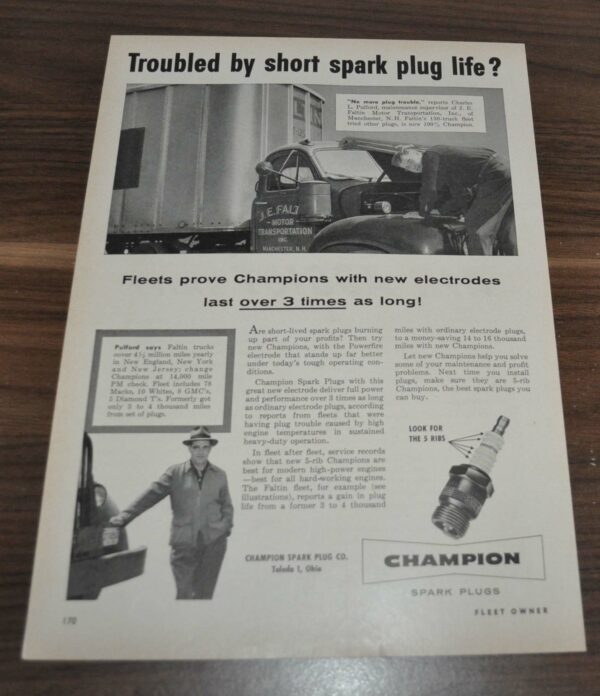 Troubled by short spark plug life?
"No more plug trouble," reports Charles
L. Pulford, maintenance supervisor of J. E.
Faltin Motor Transportation, Inc., of
Manchester, N.H. Faltin's 136-truck fleet
tried other plugs, is now 100% Champion.
J.E. FALT
MOTOR
TRANSPORTATION
INC.
MANCHESTER, N.H.
Fleets prove Champions with new electrodes
last over 3 times as long!
Pulford says Faltin trucks
cover 4½ million miles yearly
in New England, New York
and New Jersey; change
Champions at 14,000 mile
PM check. Fleet includes 78
Macks, 10 Whites, 8 GMC's,
5 Diamond T's. Formerly got
only 3 to 4 thousand miles
from set of plugs.
Are short-lived spark plugs burning
up part of your profits? Then try
new Champions, with the Powerfire
electrode that stands up far better
under today's tough operating con-
ditions.
Champion Spark Plugs with this
great new electrode deliver full power
and performance over 3 times as long
as ordinary electrode plugs, according
to reports from fleets that were
having plug trouble caused by high
engine temperatures in sustained
heavy-duty operation.
In fleet after fleet, service records
show that new 5-rib Champions are
best for modern high-power engines
—best for all hard-working engines.
The Faltin fleet, for example (see
illustrations), reports a gain in plug
life from a former 3 to 4 thousand
miles with ordinary electrode plugs,
to a money-saving 14 to 16 thousand
miles with new Champions.
Let new Champions help you solve
some of your maintenance and profit
problems. Next time you install
plugs, make sure they are 5-rib
Champions, the best spark plugs you
can buy.
LOOK FOR
THE 5 RIBS
CHAMPION SPARK PLUG CO.
Toledo 1, Ohio
CHAMPION
SPARK PLUGS
FLEET OWNER
170